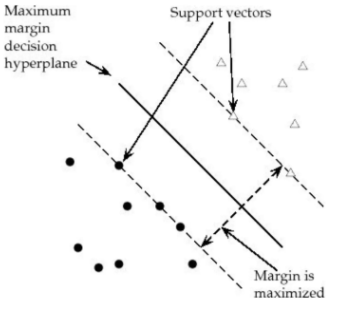 Maximum
margin
decision
hyperplane
Support vectors
Margin is
maximized